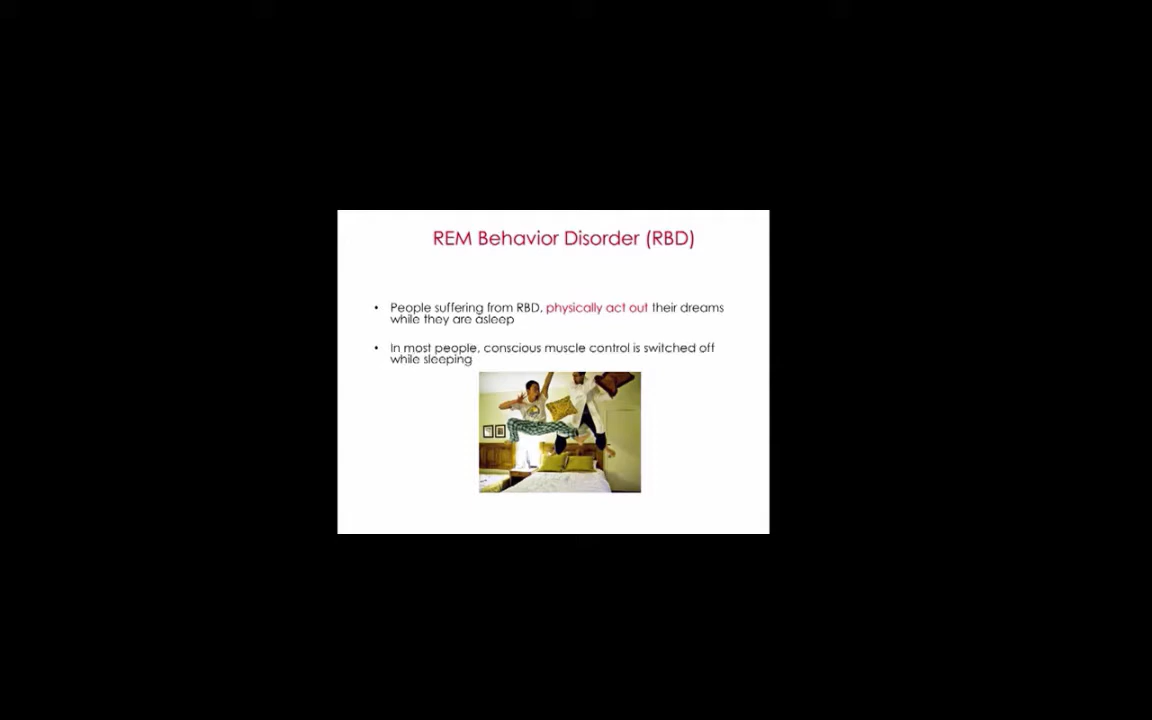 REM Behavior Disorder (RBD)
• People suffering from RBD, physically act out their dreams
while they are asleep
• In most people, conscious muscle control is switched off
while sleeping